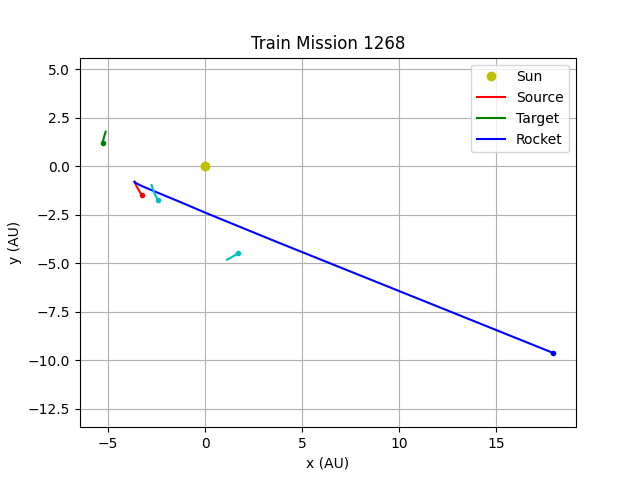 Train Mission 1268
Sun
Source
Target
Rocket
5.0
2.5
0.0
−2.5
−5.0
−7.5
−10.0
−12.5
y (AU)
−5 0 5 10 15
x (AU)